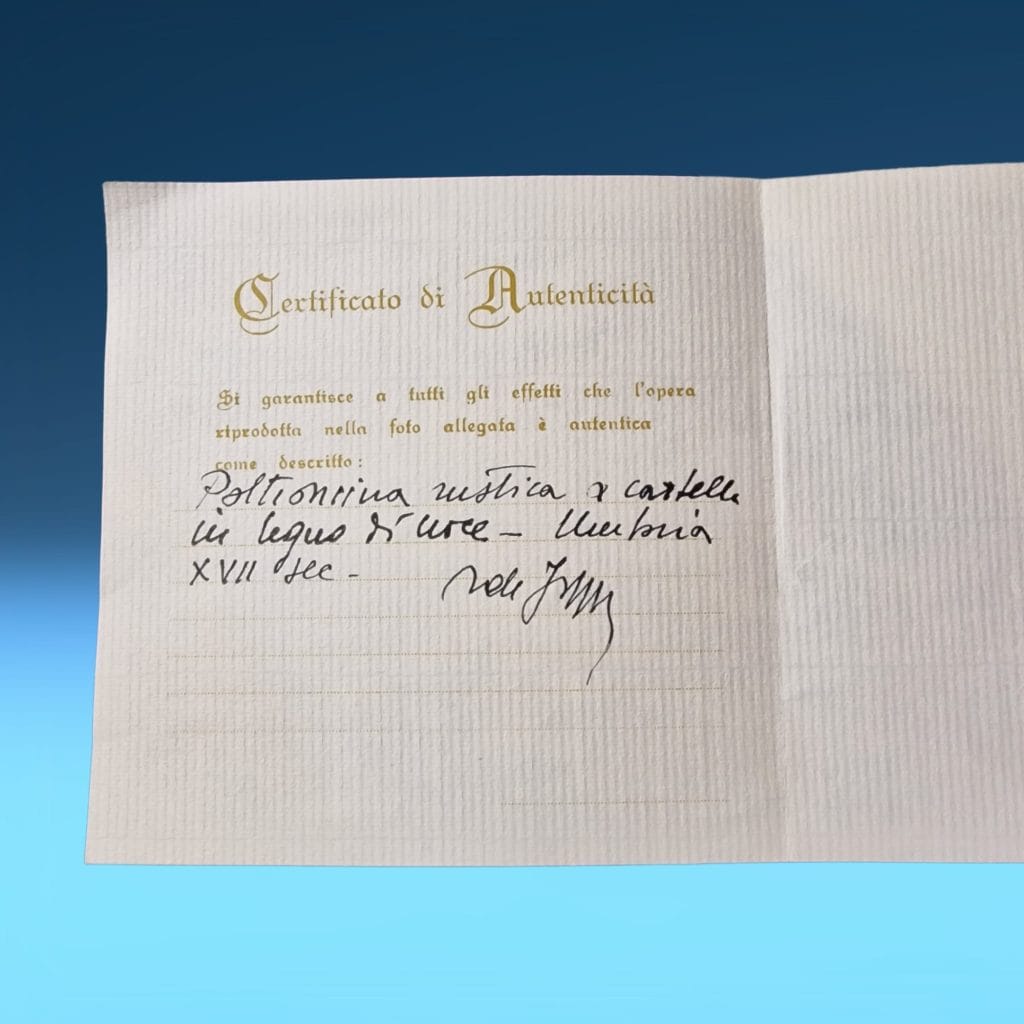 Certificato di Autenticità
Si garantisce a tutti gli effetti che l'opera
riprodotta nella foto allegata è autentica
come descritto:
Poltroncina rustica a cartelle
in legno di noce - Umbria
XVII sec -